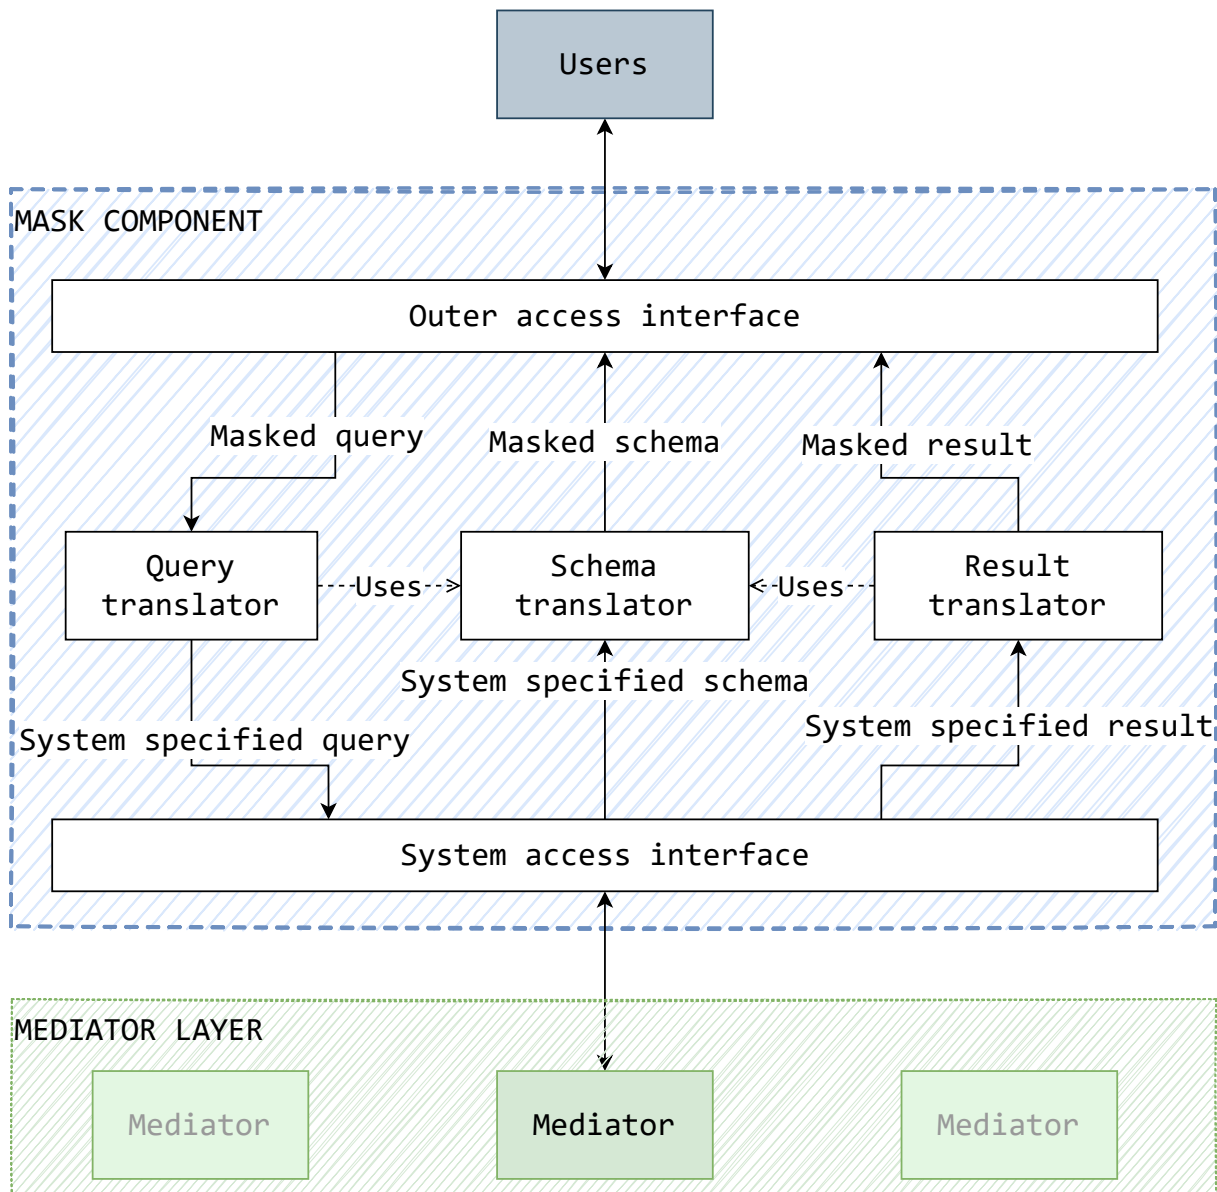 Users
MASK COMPONENT
Outer access interface
Masked query
Masked schema
Masked result
Query
translator
Uses
Schema
translator
Uses
Result
translator
System specified schema
System specified result
System specified query
System access interface
MEDIATOR LAYER
Mediator
Mediator
Mediator